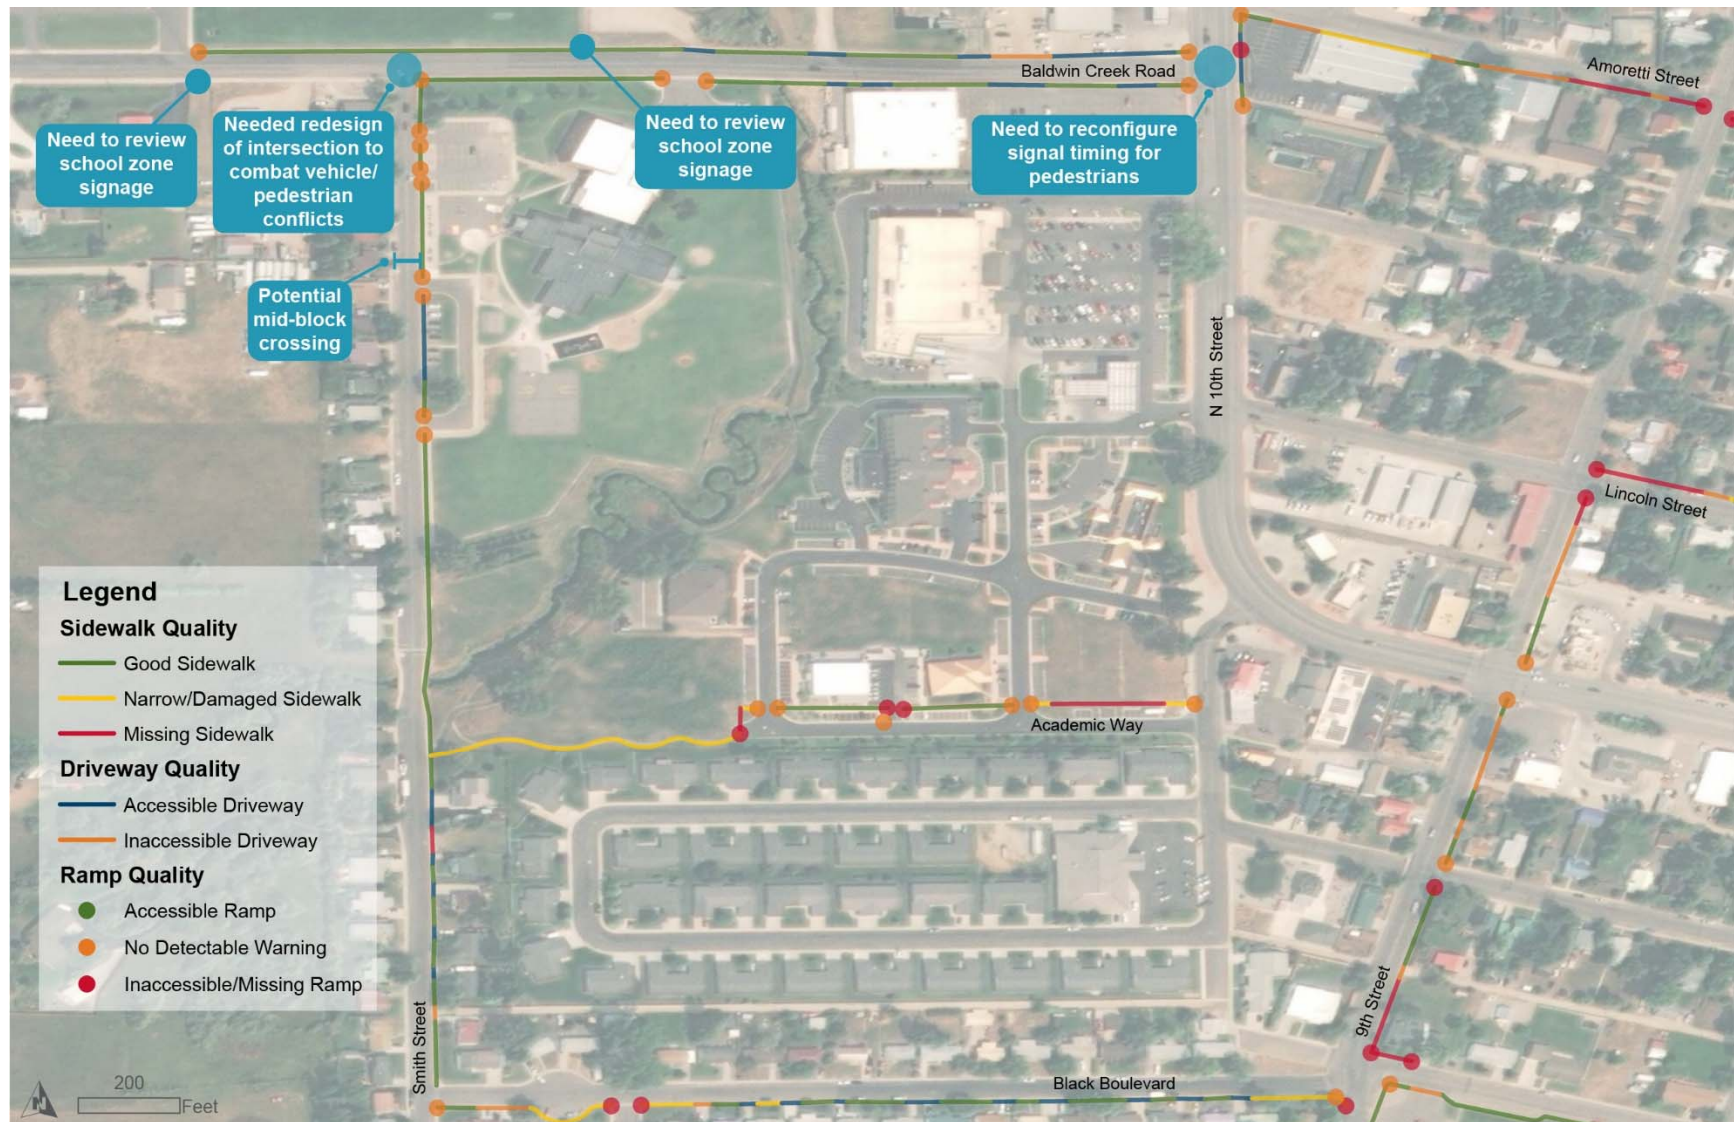 Baldwin Creek Road
Amoretti Street
Need to review
school zone
signage
Needed redesign
of intersection to
combat vehicle/
pedestrian
conflicts
Need to review
school zone
signage
Need to reconfigure
signal timing for
pedestrians
Potential
mid-block
crossing
N 10th Street
Lincoln Street
Academic Way
Legend
Sidewalk Quality
Good Sidewalk
Narrow/Damaged Sidewalk
Missing Sidewalk
Driveway Quality
Accessible Driveway
Inaccessible Driveway
Ramp Quality
Accessible Ramp
No Detectable Warning
Inaccessible/Missing Ramp
Smith Street
9th Street
Black Boulevard
N
200
Feet